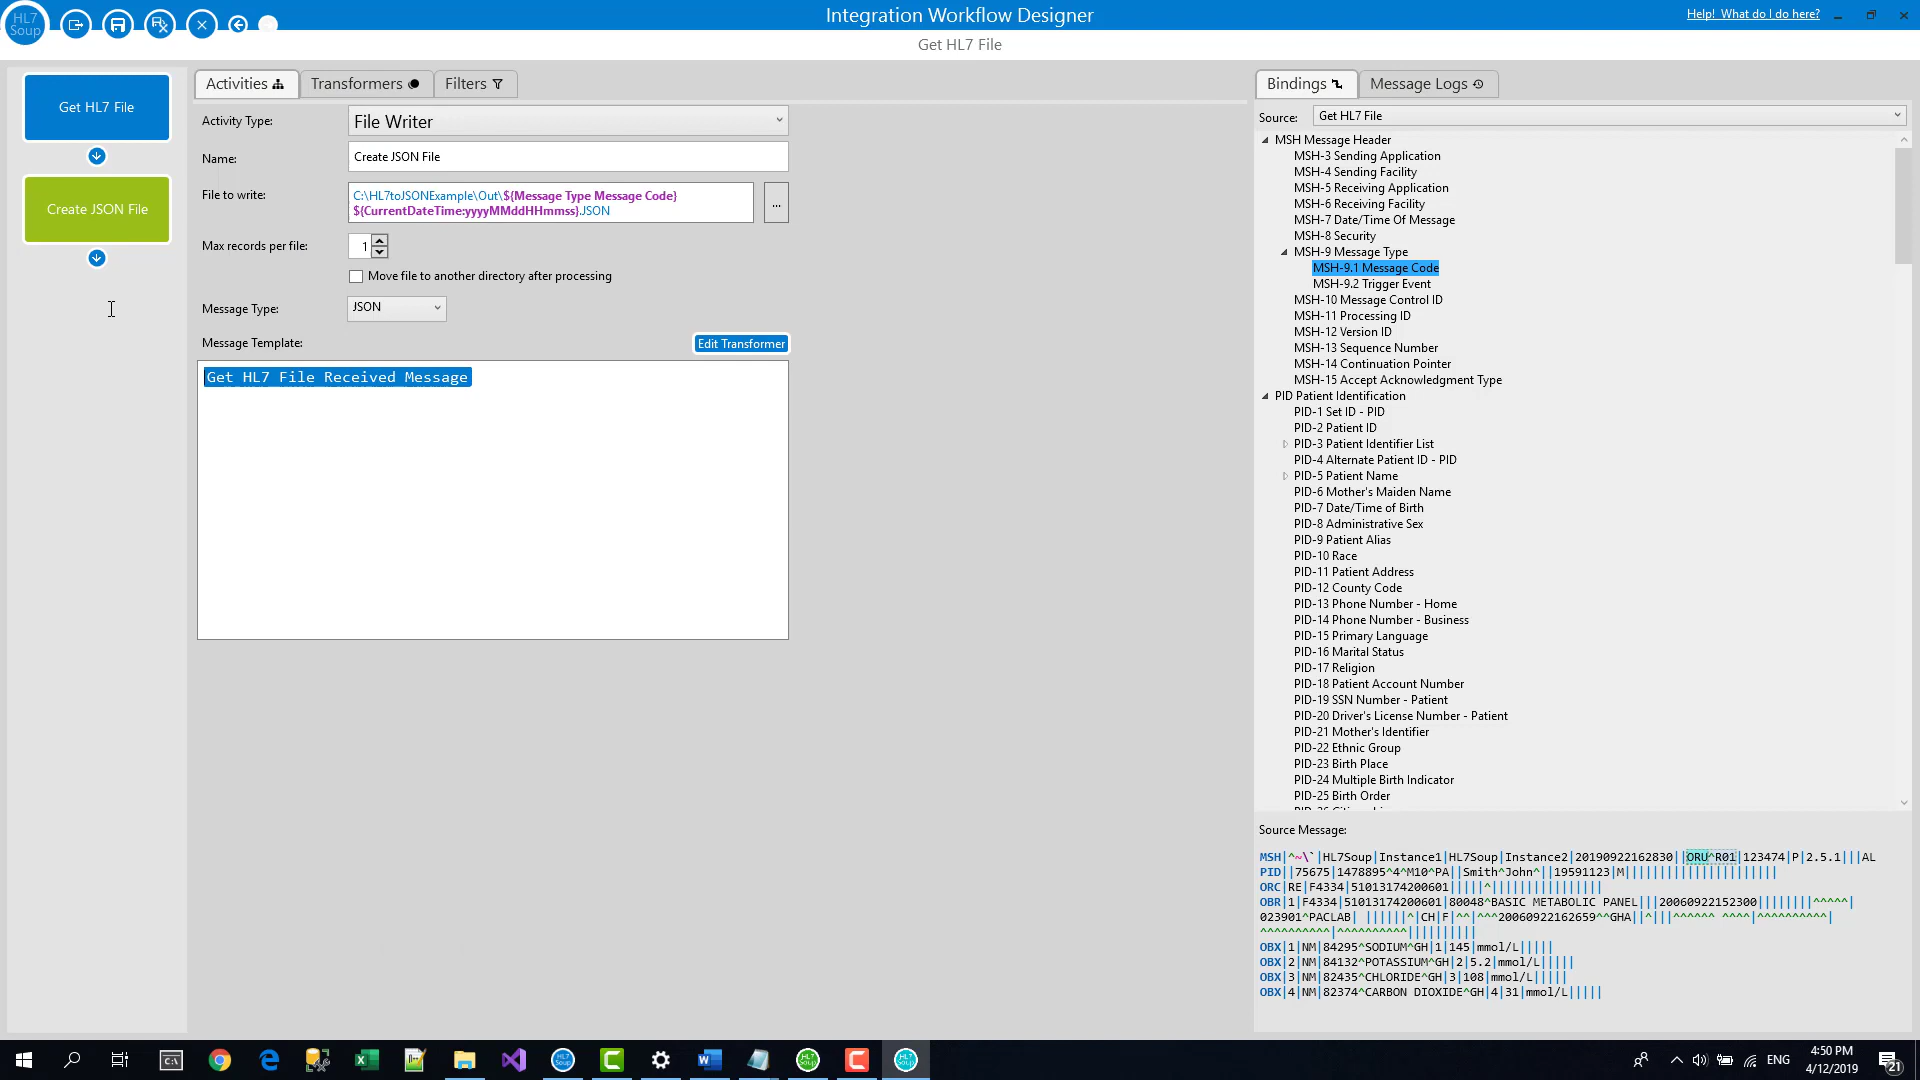 HL7
Soup
Integration Workflow Designer
Help! What do I do here?
Get HL7 File
Get HL7 File
Create JSON File
Activities
Transformers
Filters
Activity Type:
File Writer
Name:
Create JSON File
File to write:
C:\HL7toJSONExample\Out\${Message Type Message Code}
${CurrentDateTime:yyyyMMddHHmmss}.JSON
...
Max records per file:
1
Move file to another directory after processing
Message Type:
JSON
Message Template:
Edit Transformer
Get HL7 File Received Message
Bindings
Message Logs
Source:
Get HL7 File
MSH Message Header
MSH-3 Sending Application
MSH-4 Sending Facility
MSH-5 Receiving Application
MSH-6 Receiving Facility
MSH-7 Date/Time Of Message
MSH-8 Security
MSH-9 Message Type
MSH-9.1 Message Code
MSH-9.2 Trigger Event
MSH-10 Message Control ID
MSH-11 Processing ID
MSH-12 Version ID
MSH-13 Sequence Number
MSH-14 Continuation Pointer
MSH-15 Accept Acknowledgment Type
PID Patient Identification
PID-1 Set ID - PID
PID-2 Patient ID
PID-3 Patient Identifier List
PID-4 Alternate Patient ID - PID
PID-5 Patient Name
PID-6 Mother's Maiden Name
PID-7 Date/Time of Birth
PID-8 Administrative Sex
PID-9 Patient Alias
PID-10 Race
PID-11 Patient Address
PID-12 County Code
PID-13 Phone Number - Home
PID-14 Phone Number - Business
PID-15 Primary Language
PID-16 Marital Status
PID-17 Religion
PID-18 Patient Account Number
PID-19 SSN Number - Patient
PID-20 Driver's License Number - Patient
PID-21 Mother's Identifier
PID-22 Ethnic Group
PID-23 Birth Place
PID-24 Multiple Birth Indicator
PID-25 Birth Order
Source Message:
MSH|^~\`|HL7Soup|Instance1|HL7Soup|Instance2|20190922162830||ORU^R01|123474|P|2.5.1|||AL
PID||75675|1478895^4^M10^PA||Smith^John^||19591123|M||||||||||||||||||||||
ORC|RE|F4334|51013174200601|||||^||||||||||||||||
OBR|1|F4334|51013174200601|80048^BASIC METABOLIC PANEL|||20060922152300||||||||^^^^^|
023901^PACLAB| ||||||^|CH|F|^^|^^^20060922162659^^GHA||^|||^^^^^^ ^^^^|^^^^^^^^^^|
^^^^^^^^^^|^^^^^^^^^^||||||||||
OBX|1|NM|84295^SODIUM^GH|1|145|mmol/L|||||
OBX|2|NM|84132^POTASSIUM^GH|2|5.2|mmol/L|||||
OBX|3|NM|82435^CHLORIDE^GH|3|108|mmol/L|||||
OBX|4|NM|82374^CARBON DIOXIDE^GH|4|31|mmol/L|||||
ENG
4:50 PM
4/12/2019
21